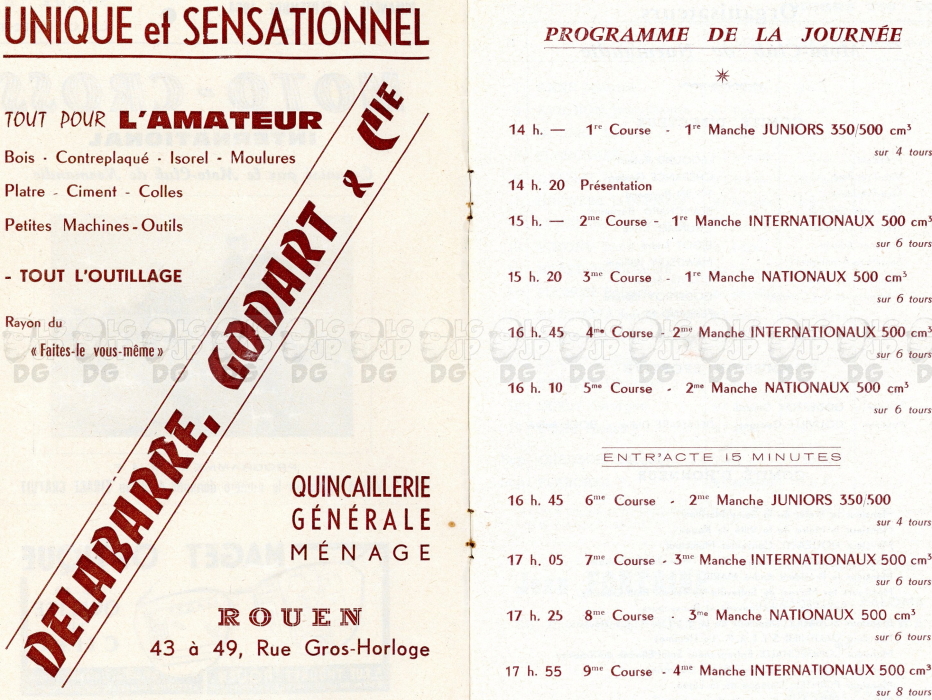 UNIQUE et SENSATIONNEL
TOUT POUR L'AMATEUR
Bois - Contreplaqué - Isorel - Moulures
Platre - Ciment - Colles
Petites Machines - Outils
- TOUT L'OUTILLAGE
Rayon du
« Faites-le vous-même »
DELABARRE, GODART & CIE
QUINCAILLERIE
GÉNÉRALE
MÉNAGE
ROUEN
43 à 49, Rue Gros-Horloge
PROGRAMME DE LA JOURNÉE
14 h. — 1re Course - 1re Manche JUNIORS 350/500 cm3
sur 4 tours
14 h. 20 Présentation
15 h. — 2me Course - 1re Manche INTERNATIONAUX 500 cm3
sur 6 tours
15 h. 20 3me Course - 1re Manche NATIONAUX 500 cm3
sur 6 tours
16 h. 45 4me Course - 2me Manche INTERNATIONAUX 500 cm3
sur 6 tours
16 h. 10 5me Course - 2me Manche NATIONAUX 500 cm3
sur 6 tours
ENTR'ACTE 15 MINUTES
16 h. 45 6me Course - 2me Manche JUNIORS 350/500
sur 4 tours
17 h. 05 7me Course - 3me Manche INTERNATIONAUX 500 cm3
sur 6 tours
17 h. 25 8me Course - 3me Manche NATIONAUX 500 cm3
sur 6 tours
17 h. 55 9me Course - 4me Manche INTERNATIONAUX 500 cm3
sur 8 tours